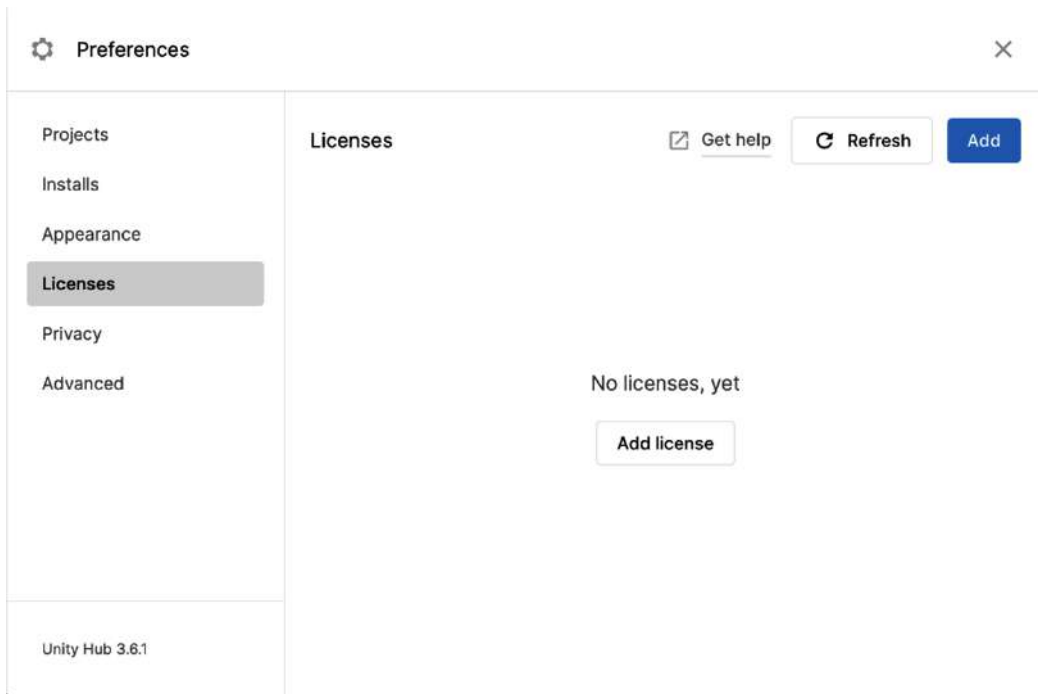 Preferences
Projects
Installs
Appearance
Licenses
Privacy
Advanced
Unity Hub 3.6.1
Licenses
Get help
Refresh
Add
No licenses, yet
Add license